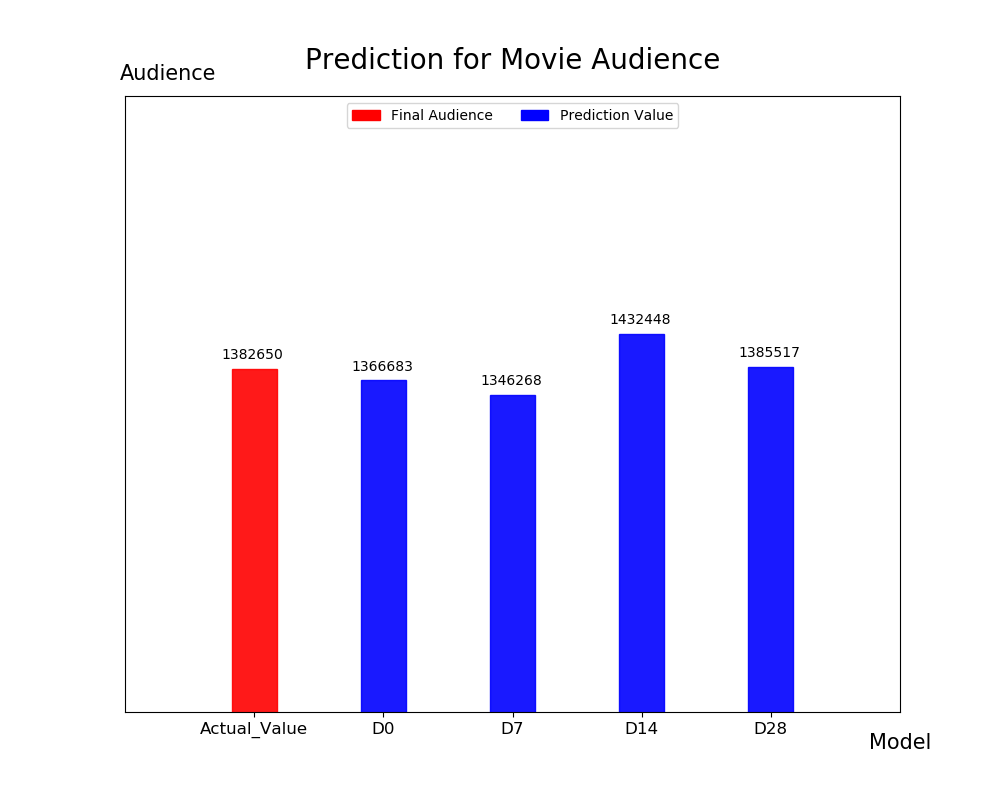 Prediction for Movie Audience
Audience
Final Audience Prediction Value
1432448
1382650 1366683 1346268 1385517
Actual_Value D0 D7 D14 D28
Model